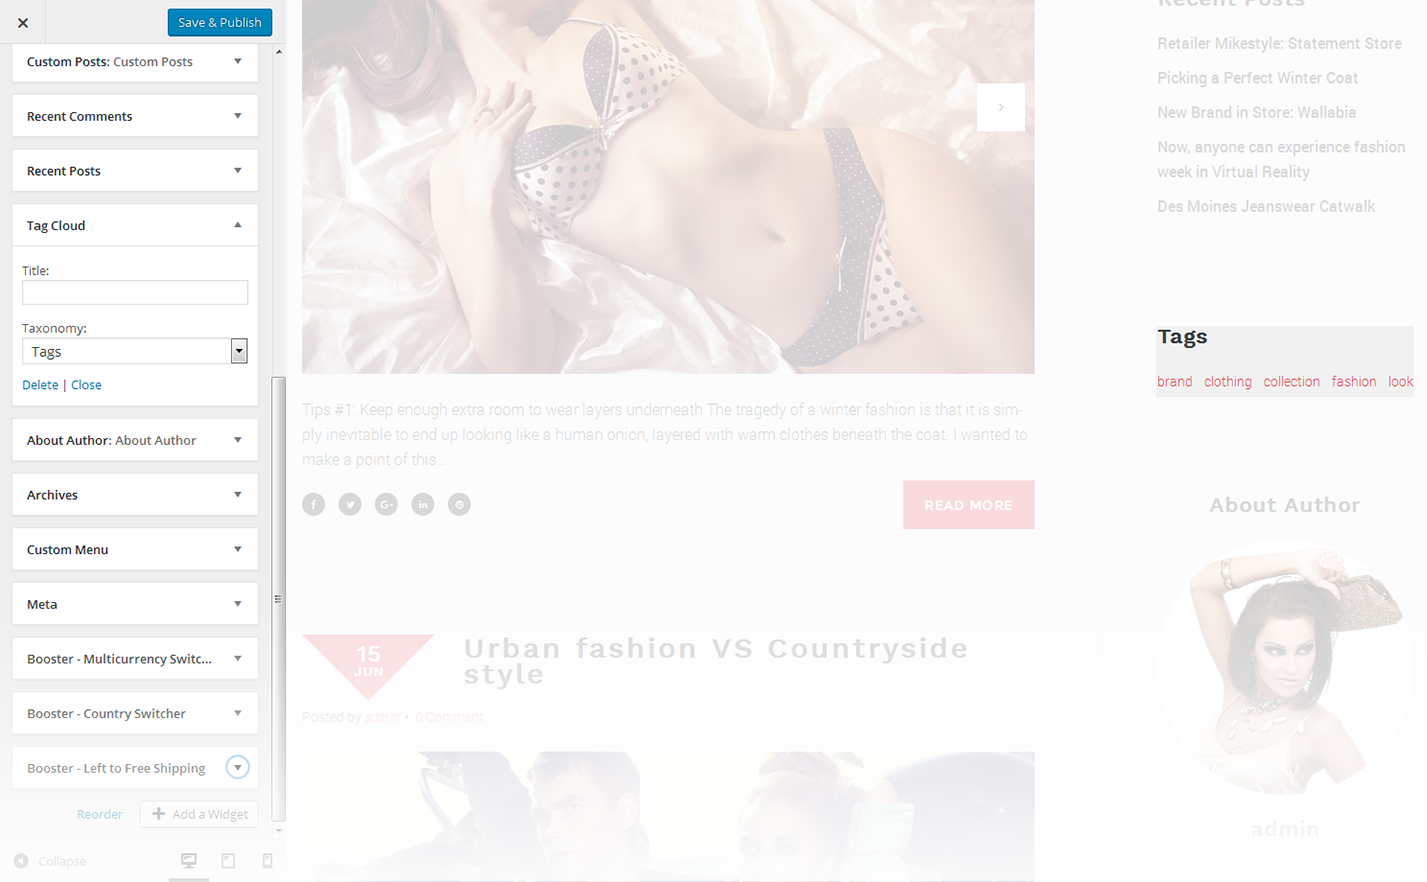 Save & Publish
Custom Posts: Custom Posts
Recent Comments
Recent Posts
Tag Cloud
Title:
Taxonomy:
Tags
Delete | Close
About Author: About Author
Archives
Custom Menu
Meta
Booster - Multicurrency Switc...
Booster - Country Switcher
Booster - Left to Free Shipping
Reorder
Add a Widget
Collapse
Tips #1: Keep enough extra room to wear layers underneath The tragedy of a winter fashion is that it is sim-
ply inevitable to end up looking like a human onion, layered with warm clothes beneath the coat. I wanted to
make a point of this...
READ MORE
15
JUN
Urban fashion VS Countryside
style
Posted by admin • 0 Comment
Recent Posts
Retailer Mikestyle: Statement Store
Picking a Perfect Winter Coat
New Brand in Store: Wallabia
Now, anyone can experience fashion
week in Virtual Reality
Des Moines Jeanswear Catwalk
Tags
brand clothing collection fashion look
About Author
admin